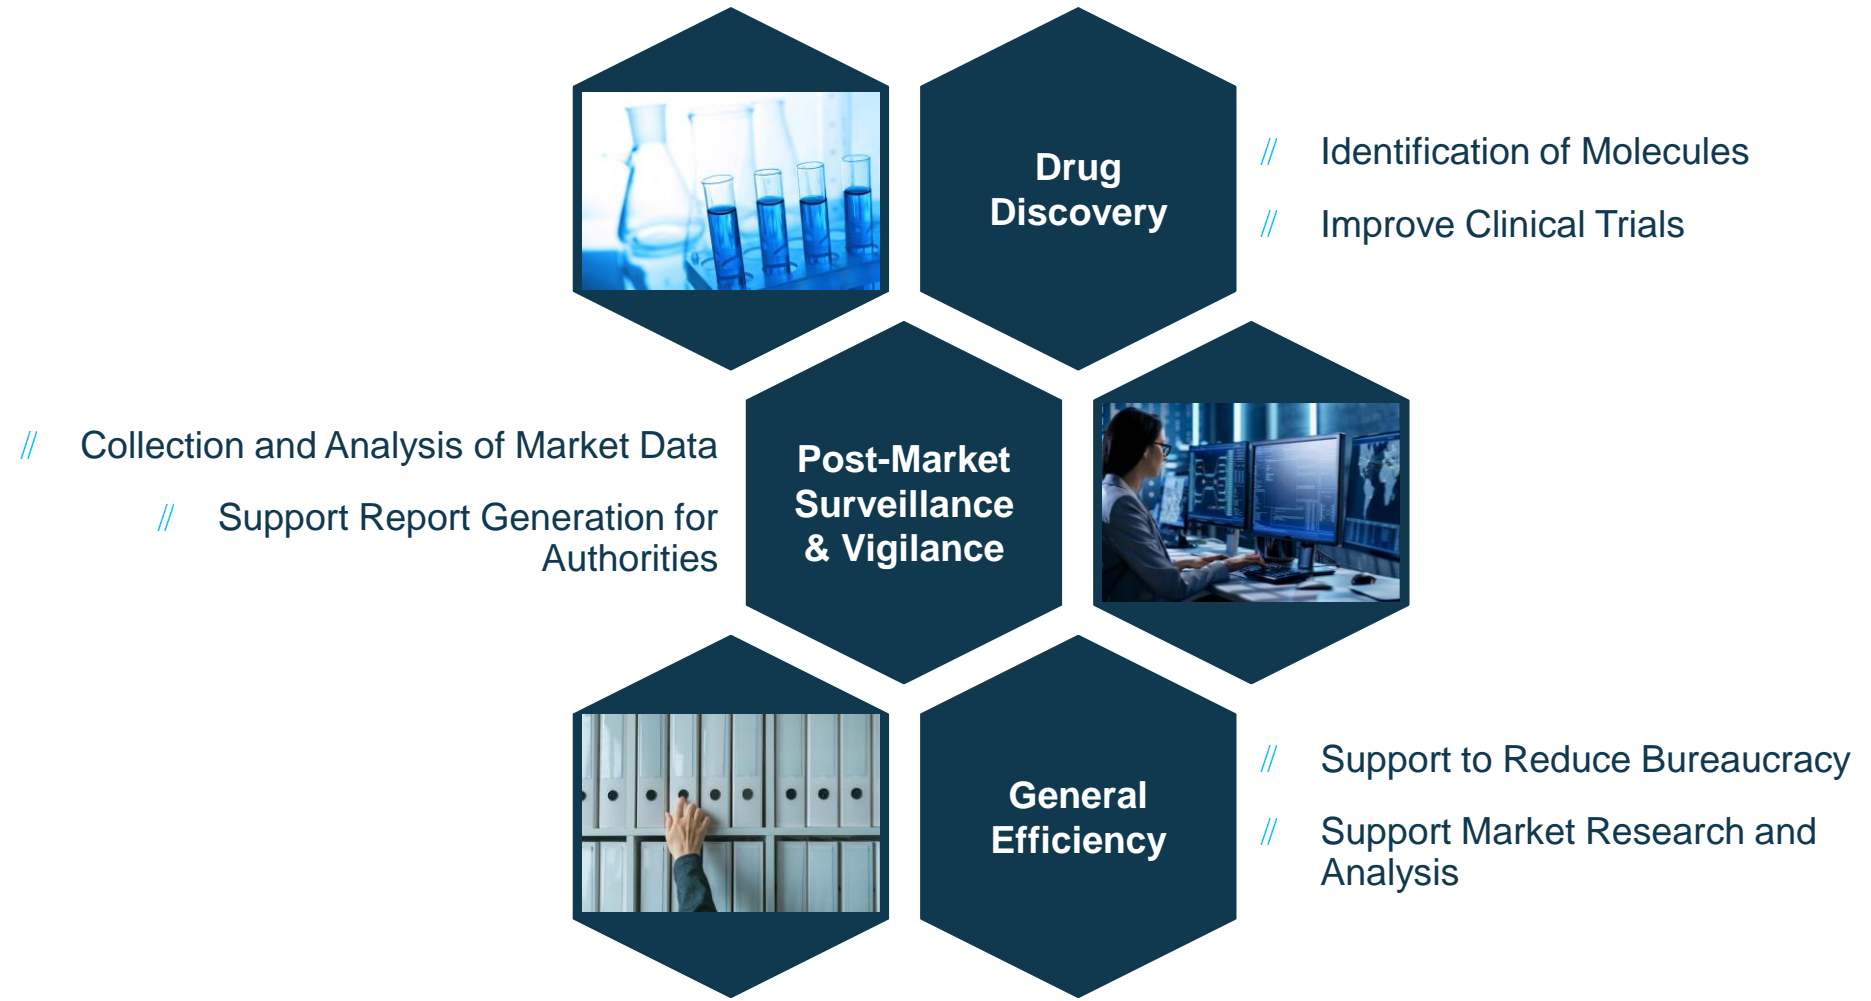 Drug
Discovery
// Identification of Molecules
// Improve Clinical Trials
// Collection and Analysis of Market Data
// Support Report Generation for
Authorities
Post-Market
Surveillance
& Vigilance
General
Efficiency
// Support to Reduce Bureaucracy
// Support Market Research and
Analysis